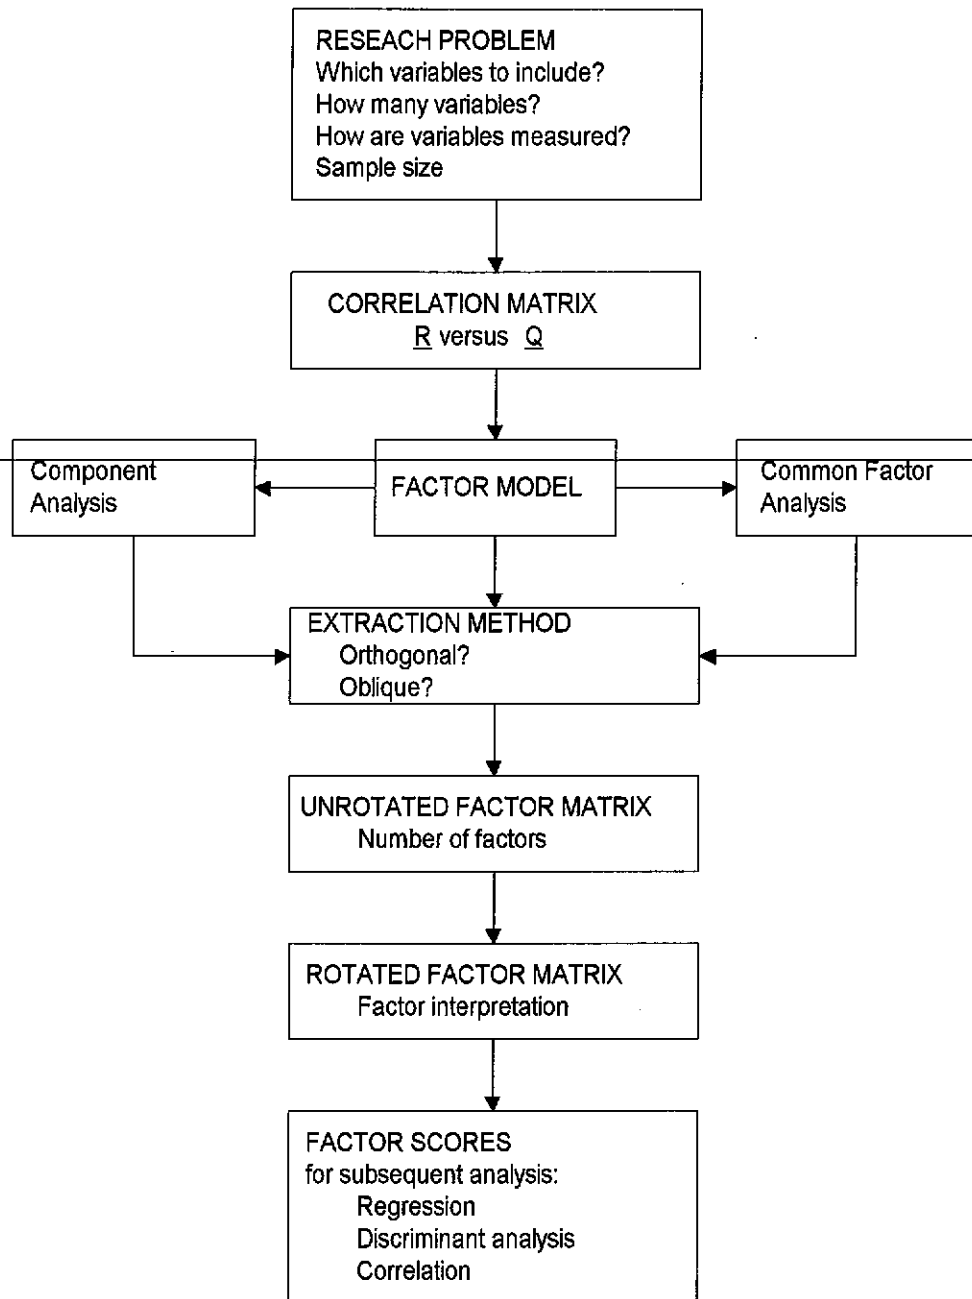 RESEACH PROBLEM
Which variables to include?
How many variables?
How are variables measured?
Sample size
CORRELATION MATRIX
R versus Q
Component
Analysis
FACTOR MODEL
Common Factor
Analysis
EXTRACTION METHOD
Orthogonal?
Oblique?
UNROTATED FACTOR MATRIX
Number of factors
ROTATED FACTOR MATRIX
Factor interpretation
FACTOR SCORES
for subsequent analysis:
Regression
Discriminant analysis
Correlation